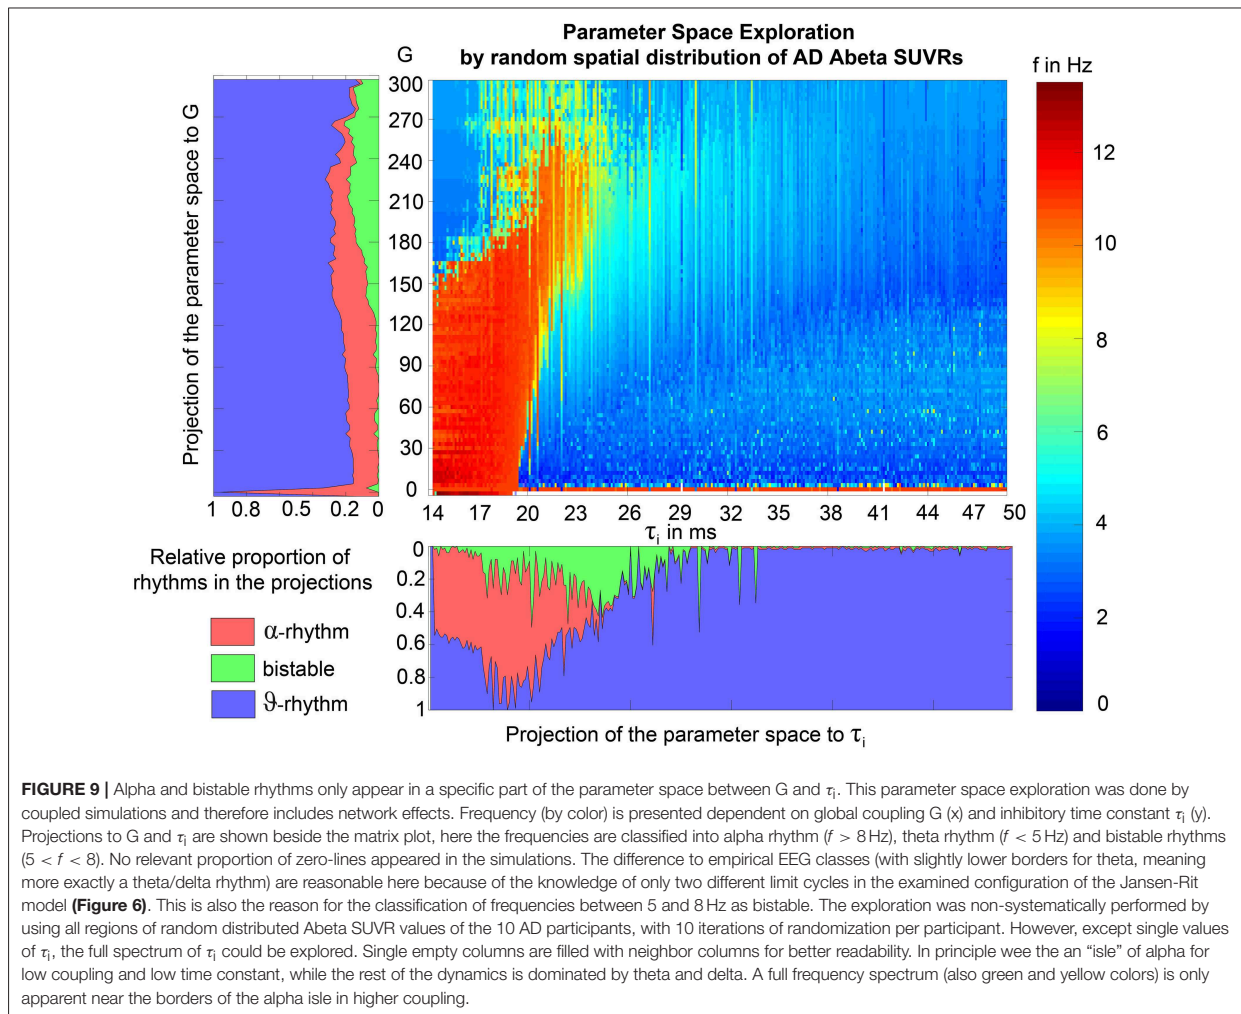 Parameter Space Exploration
by random spatial distribution of AD Abeta SUVRs
G
f in Hz
Projection of the parameter space to G
300
270
240
210
180
150
120
90
60
30
0
12
10
8
6
4
2
0
1 0.8 0.5 0.2 0
14 17 20 23 26 29 32 35 38 41 44 47 50
τi in ms
Relative proportion of
rhythms in the projections
α-rhythm
bistable
ϑ-rhythm
0
0.2
0.4
0.6
0.8
1
Projection of the parameter space to τi
FIGURE 9 | Alpha and bistable rhythms only appear in a specific part of the parameter space between G and τi. This parameter space exploration was done by
coupled simulations and therefore includes network effects. Frequency (by color) is presented dependent on global coupling G (x) and inhibitory time constant τi (y).
Projections to G and τi are shown beside the matrix plot, here the frequencies are classified into alpha rhythm (f > 8 Hz), theta rhythm (f < 5 Hz) and bistable rhythms
(5 < f < 8). No relevant proportion of zero-lines appeared in the simulations. The difference to empirical EEG classes (with slightly lower borders for theta, meaning
more exactly a theta/delta rhythm) are reasonable here because of the knowledge of only two different limit cycles in the examined configuration of the Jansen-Rit
model (Figure 6). This is also the reason for the classification of frequencies between 5 and 8 Hz as bistable. The exploration was non-systematically performed by
using all regions of random distributed Abeta SUVR values of the 10 AD participants, with 10 iterations of randomization per participant. However, except single values
of τi, the full spectrum of τi could be explored. Single empty columns are filled with neighbor columns for better readability. In principle wee the an “isle” of alpha for
low coupling and low time constant, while the rest of the dynamics is dominated by theta and delta. A full frequency spectrum (also green and yellow colors) is only
apparent near the borders of the alpha isle in higher coupling.